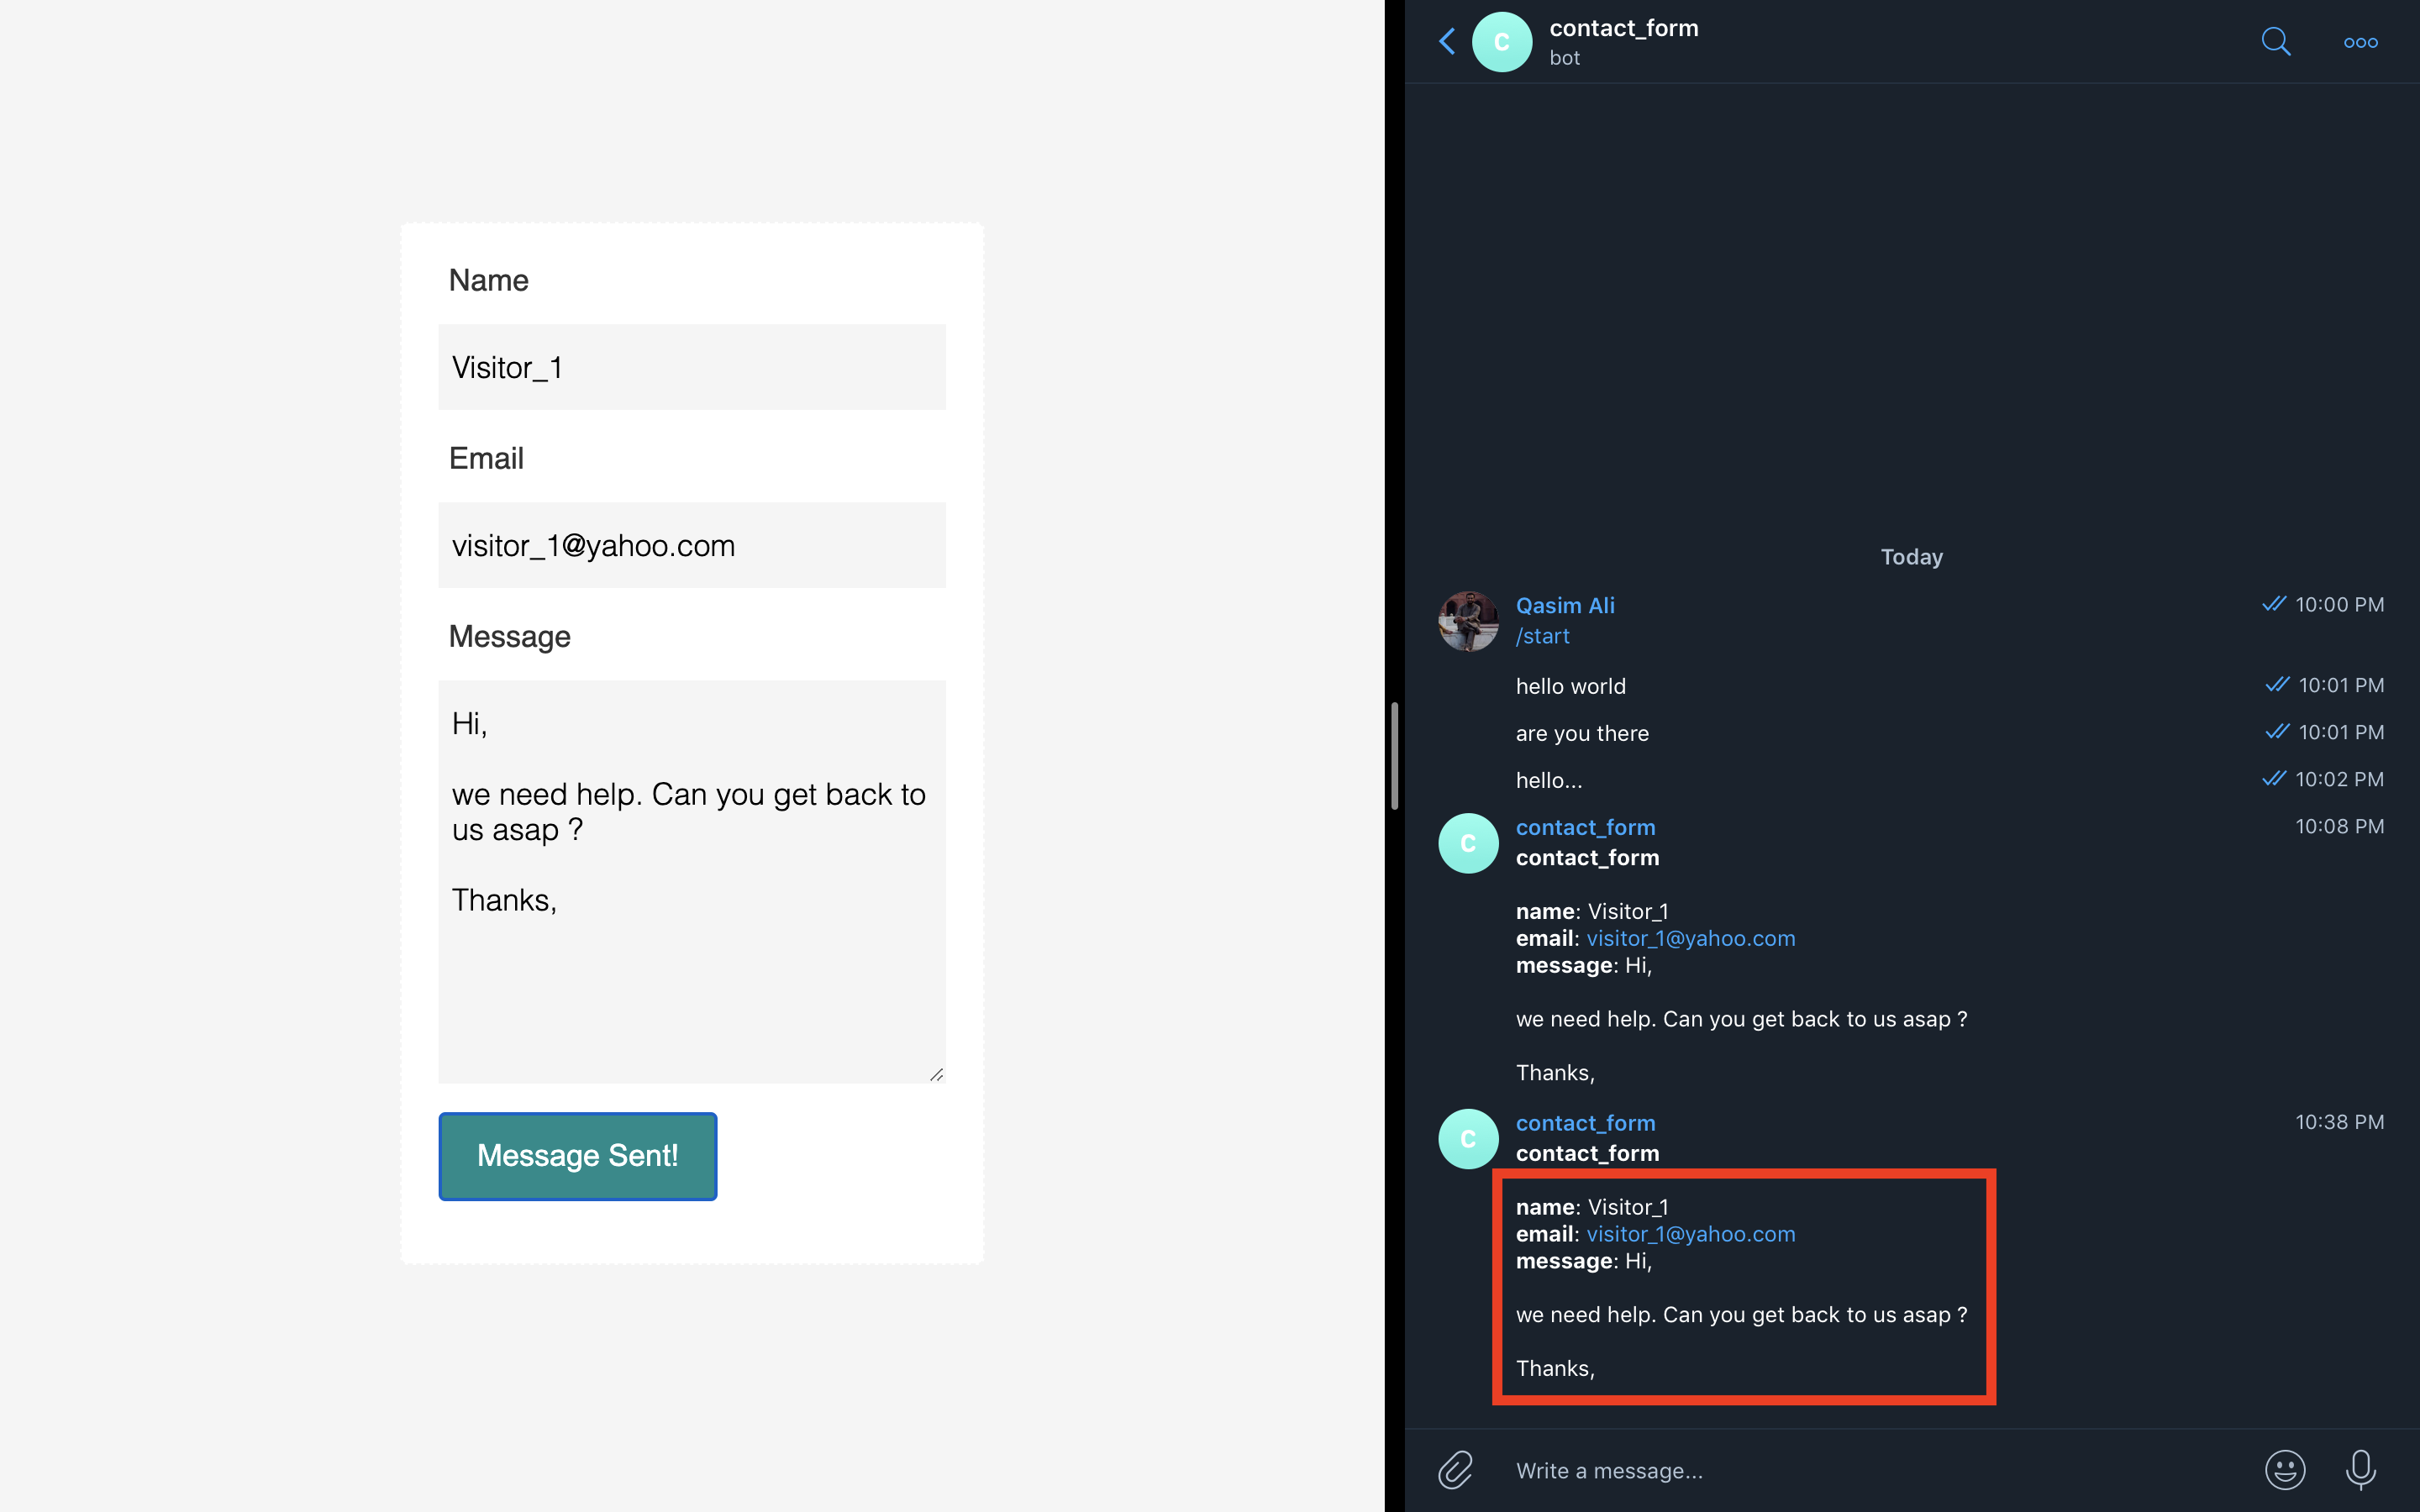 Name
Visitor_1
Email
visitor_1@yahoo.com
Message
Hi,
we need help. Can you get back to
us asap ?
Thanks,
Message Sent!
C
contact_form
bot
Today
Qasim Ali
10:00 PM
/start
hello world
10:01 PM
are you there
10:01 PM
hello...
10:02 PM
C
contact_form
10:08 PM
contact_form
name: Visitor_1
email: visitor_1@yahoo.com
message: Hi,
we need help. Can you get back to us asap ?
Thanks,
C
contact_form
10:38 PM
contact_form
name: Visitor_1
email: visitor_1@yahoo.com
message: Hi,
we need help. Can you get back to us asap ?
Thanks,
Write a message...